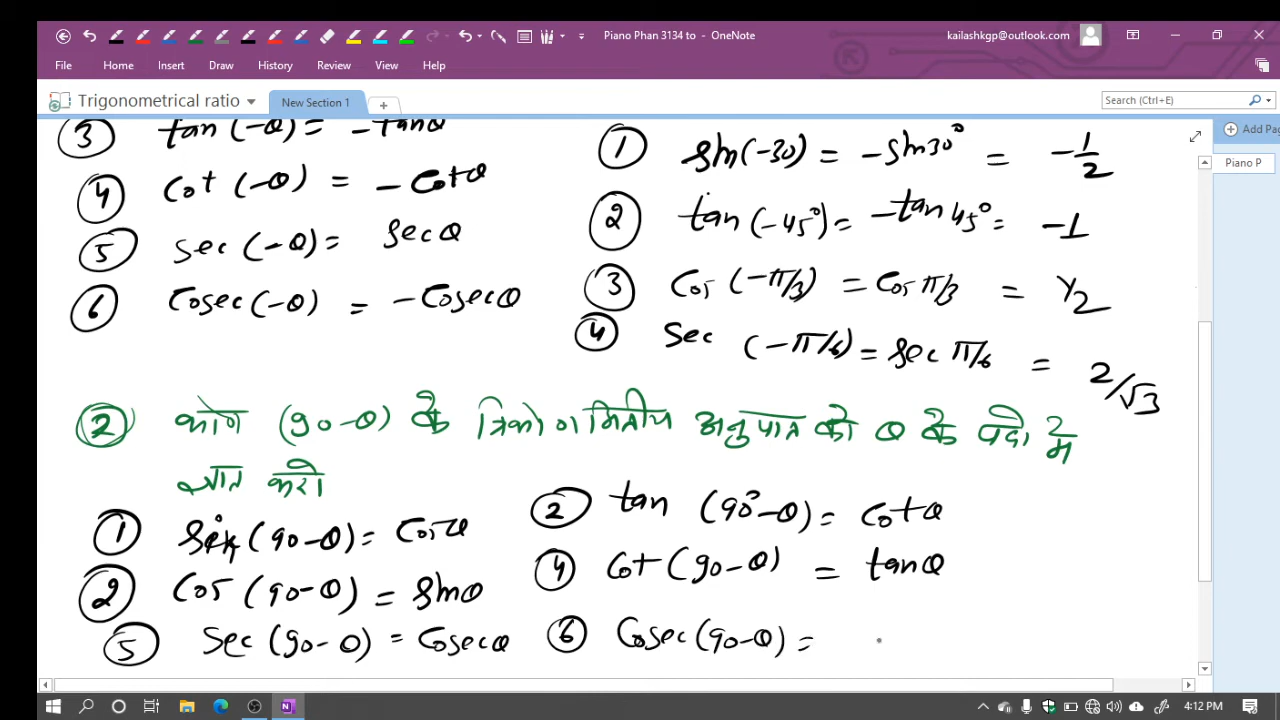 Piano Phan 3134 to - OneNote
kailashkgp@outlook.com
File Home Insert Draw History Review View Help
Trigonometrical ratio
New Section 1
Search (Ctrl+E)
Add Pag
Piano P
③ tan (-θ) = -tanθ
④ Cot (-θ) = -Cotθ
⑤ sec (-θ) = secθ
⑥ Cosec (-θ) = -Cosecθ
① sin(-30) = -sin30° = -1/2
② tan (-45°) = -tan 45° = -1
③ Cos (-π/3) = Cos π/3 = 1/2
④ Sec (-π/6) = sec π/6 = 2/√3
② कोण (90-θ) के त्रिकोणमितीय अनुपात को θ के पदों में
ज्ञात करो
① sin (90-θ) = Cosθ
② tan (90°-θ) = Cotθ
② Cos (90-θ) = sinθ
④ Cot (90-θ) = tanθ
⑤ Sec (90-θ) = Cosecθ
⑥ Cosec (90-θ) =
4:12 PM